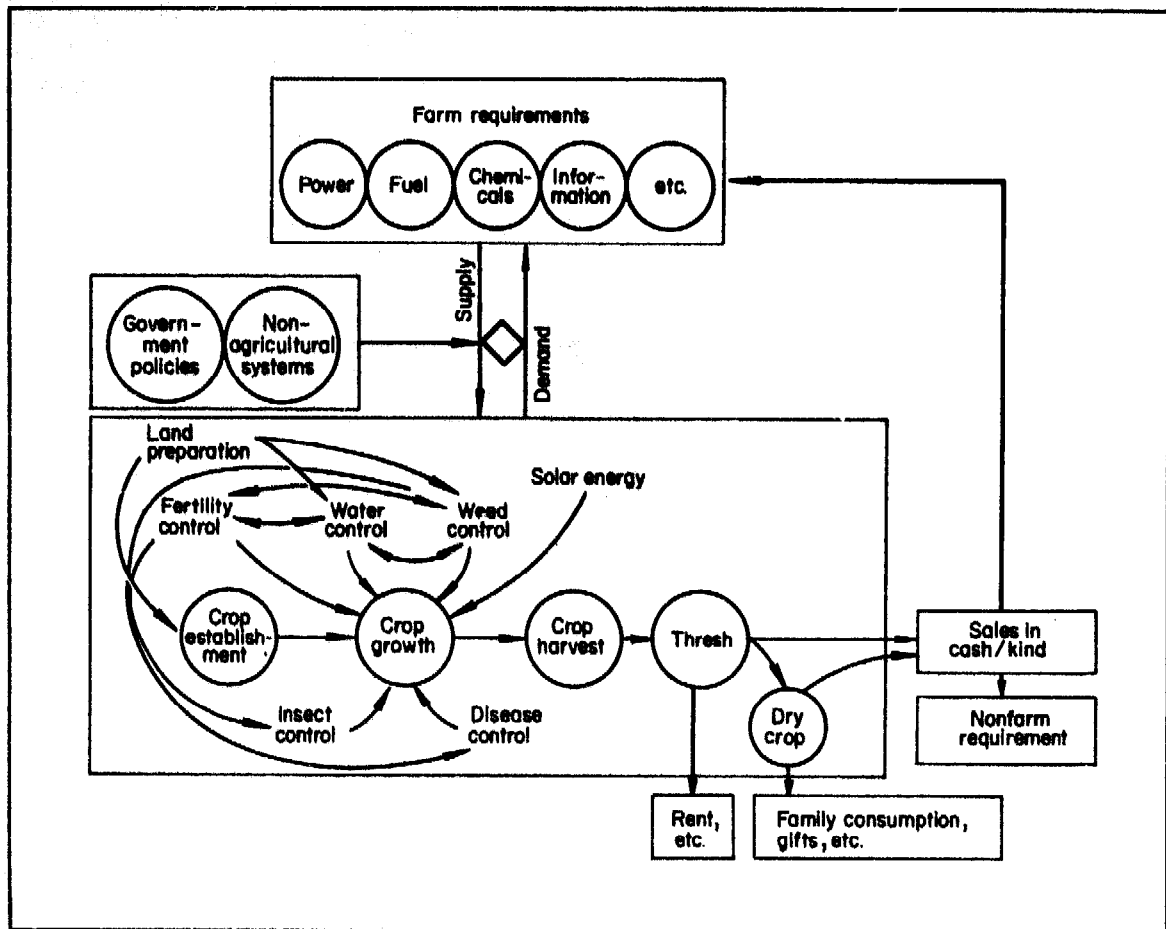 Farm requirements
Power
Fuel
Chemi-
cals
Infor-
mation
etc.
Supply
Demand
Govern-
ment
policies
Non-
agricultural
systems
Land
preparation
Solar energy
Fertility
control
Water
control
Weed
control
Crop
establish-
ment
Crop
growth
Crop
harvest
Thresh
Sales in
cash/kind
Insect
control
Disease
control
Dry
crop
Nonfarm
requirement
Rent,
etc.
Family consumption,
gifts, etc.